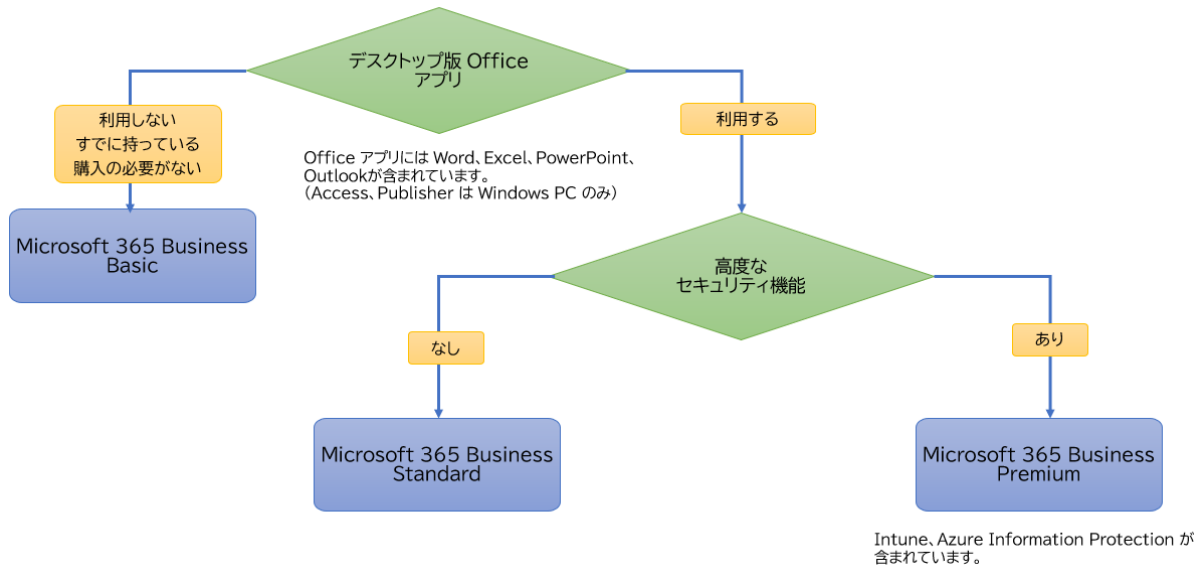 デスクトップ版 Office
アプリ
利用しない
すでに持っている
購入の必要がない
利用する
Office アプリには Word、Excel、PowerPoint、
Outlookが含まれています。
（Access、Publisher は Windows PC のみ）
Microsoft 365 Business
Basic
高度な
セキュリティ機能
なし
あり
Microsoft 365 Business
Standard
Microsoft 365 Business
Premium
Intune、Azure Information Protection が
含まれています。